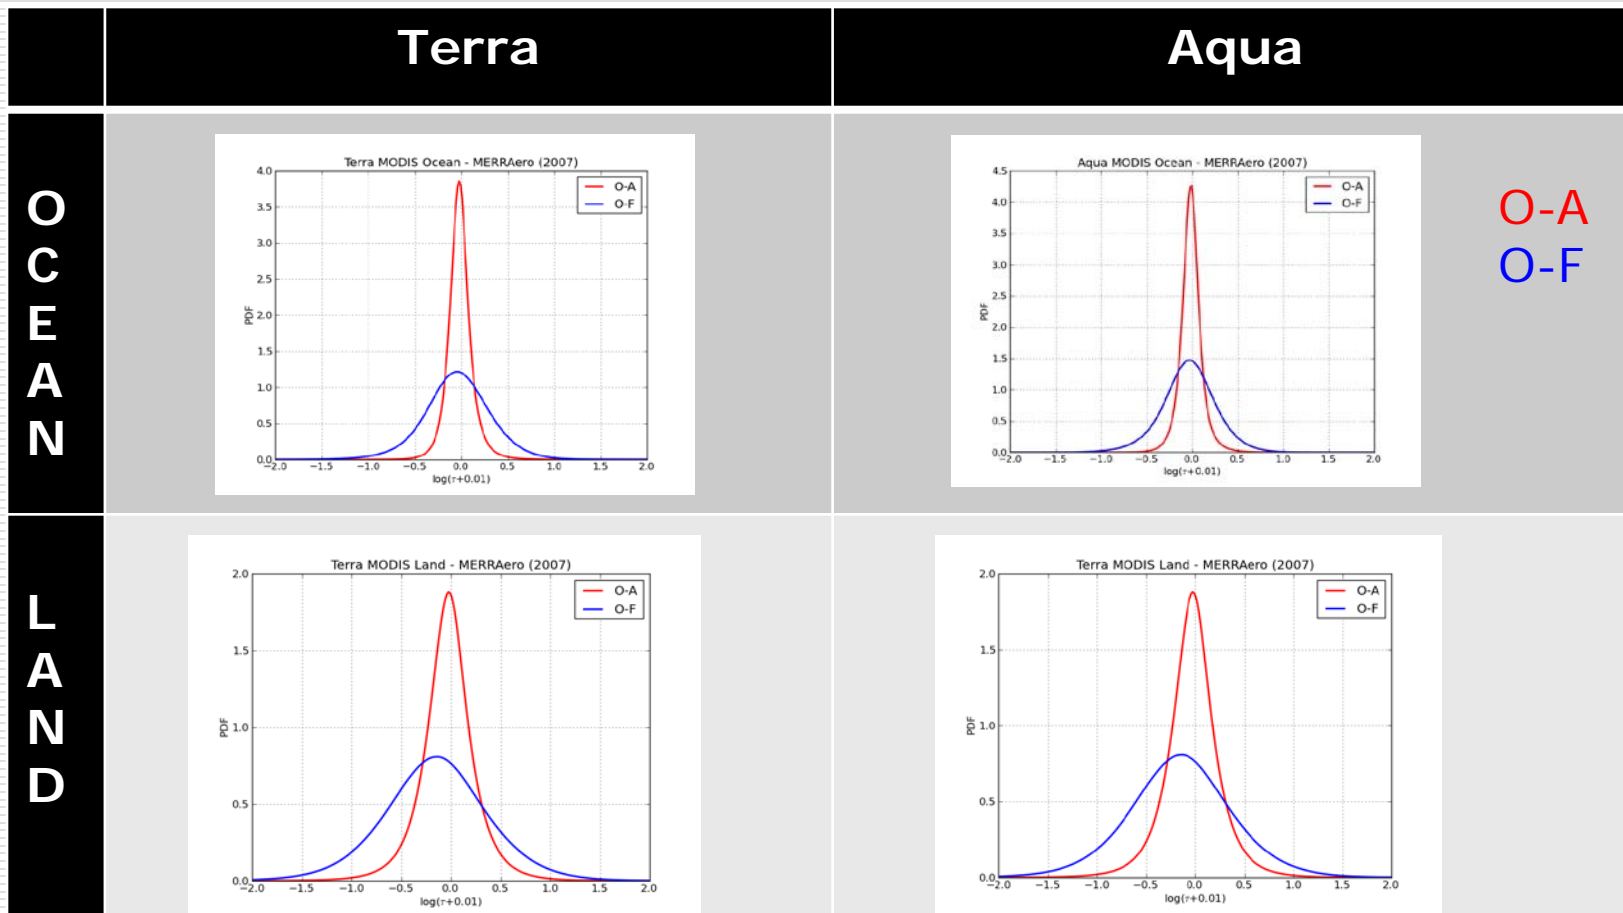 Terra
Aqua
O
C
E
A
N
Terra MODIS Ocean - MERRAero (2007)
4.0
3.5
3.0
2.5
2.0
1.5
1.0
0.5
0.0
PDF
O-A
O-F
−2.0 −1.5 −1.0 −0.5 0.0 0.5 1.0 1.5 2.0
log(τ+0.01)
Aqua MODIS Ocean - MERRAero (2007)
4.5
4.0
3.5
3.0
2.5
2.0
1.5
1.0
0.5
0.0
PDF
O-A
O-F
−2.0 −1.5 −1.0 −0.5 0.0 0.5 1.0 1.5 2.0
log(τ+0.01)
O-A
O-F
L
A
N
D
Terra MODIS Land - MERRAero (2007)
2.0
1.5
1.0
0.5
0.0
PDF
O-A
O-F
−2.0 −1.5 −1.0 −0.5 0.0 0.5 1.0 1.5 2.0
log(τ+0.01)
Terra MODIS Land - MERRAero (2007)
2.0
1.5
1.0
0.5
0.0
PDF
O-A
O-F
−2.0 −1.5 −1.0 −0.5 0.0 0.5 1.0 1.5 2.0
log(τ+0.01)